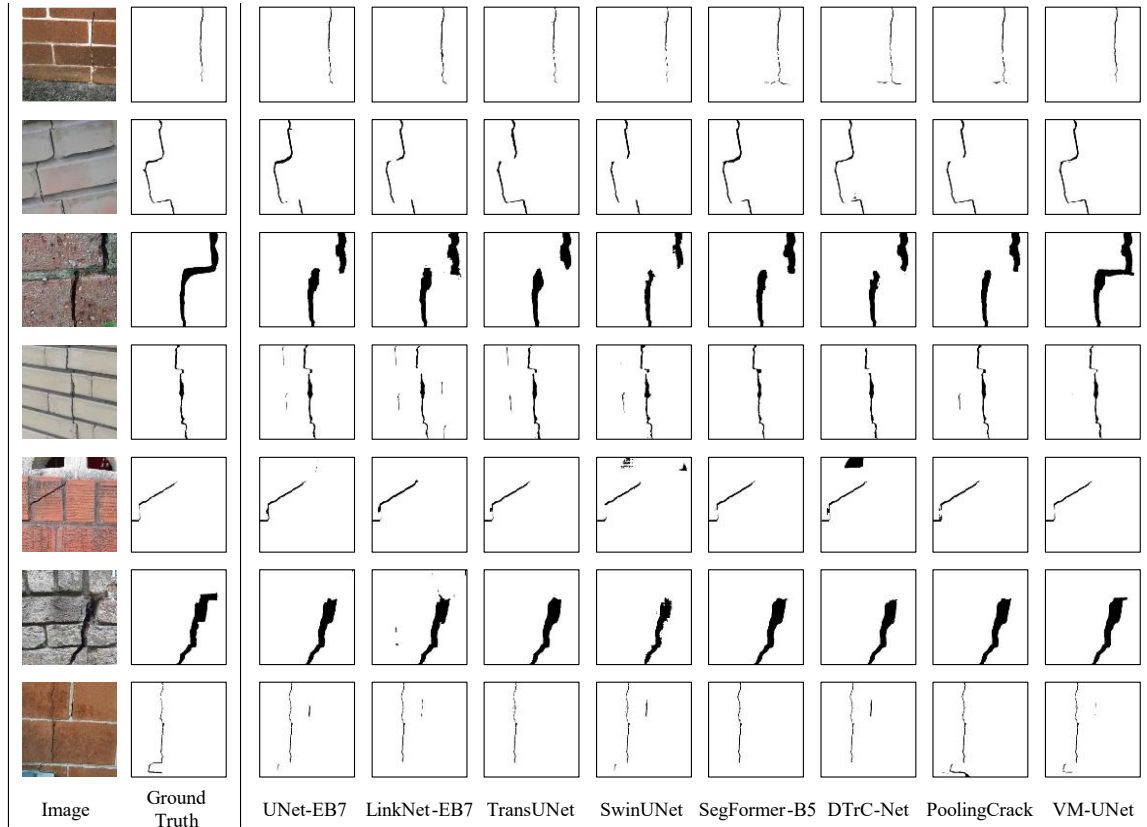 Image
Ground
Truth
UNet-EB7
LinkNet-EB7
TransUNet
SwinUNet
SegFormer-B5
DTrC-Net
PoolingCrack
VM-UNet